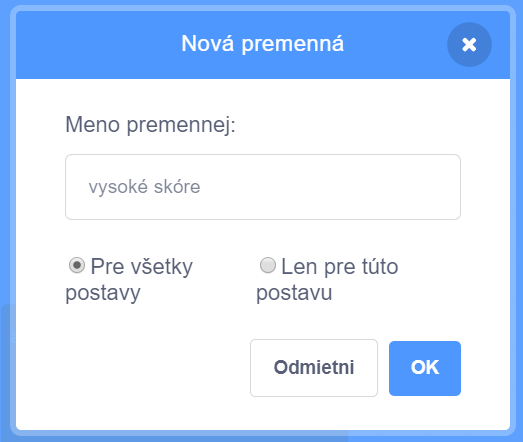 Nová premenná
Meno premennej:
vysoké skóre
Pre všetky
postavy
Len pre túto
postavu
Odmietni
OK